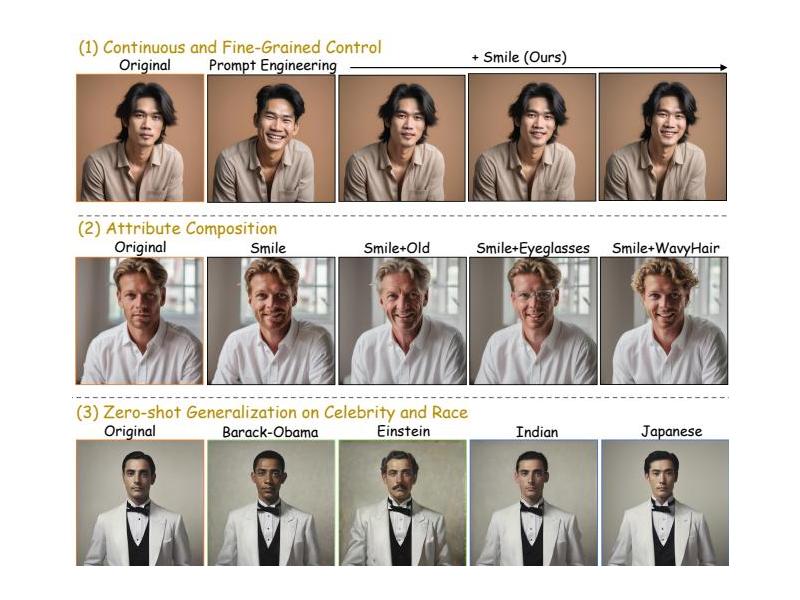 (1) Continuous and Fine-Grained Control
Original Prompt Engineering + Smile (Ours)
(2) Attribute Composition
Original Smile Smile+Old Smile+Eyeglasses Smile+WavyHair
(3) Zero-shot Generalization on Celebrity and Race
Original Barack-Obama Einstein Indian Japanese